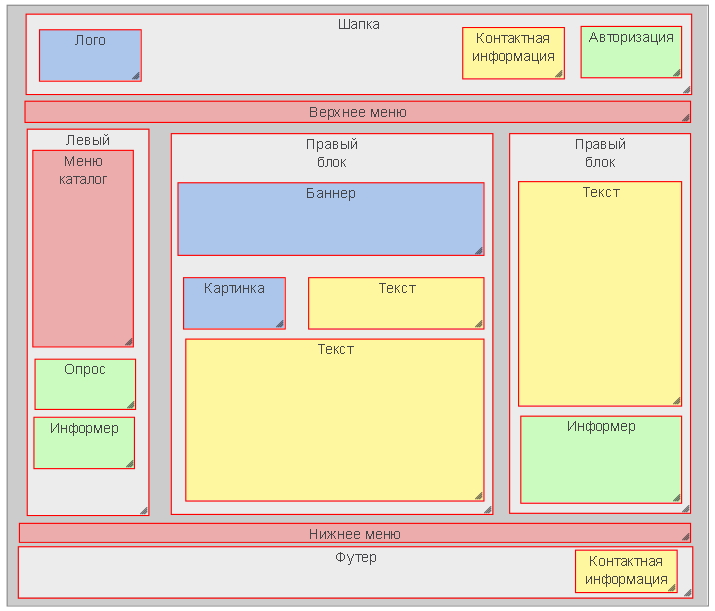 Шапка
Лого
Контактная
информация
Авторизация
Верхнее меню
Левый
Меню
каталог
Опрос
Информер
Правый
блок
Баннер
Картинка
Текст
Текст
Правый
блок
Текст
Информер
Нижнее меню
Футер
Контактная
информация